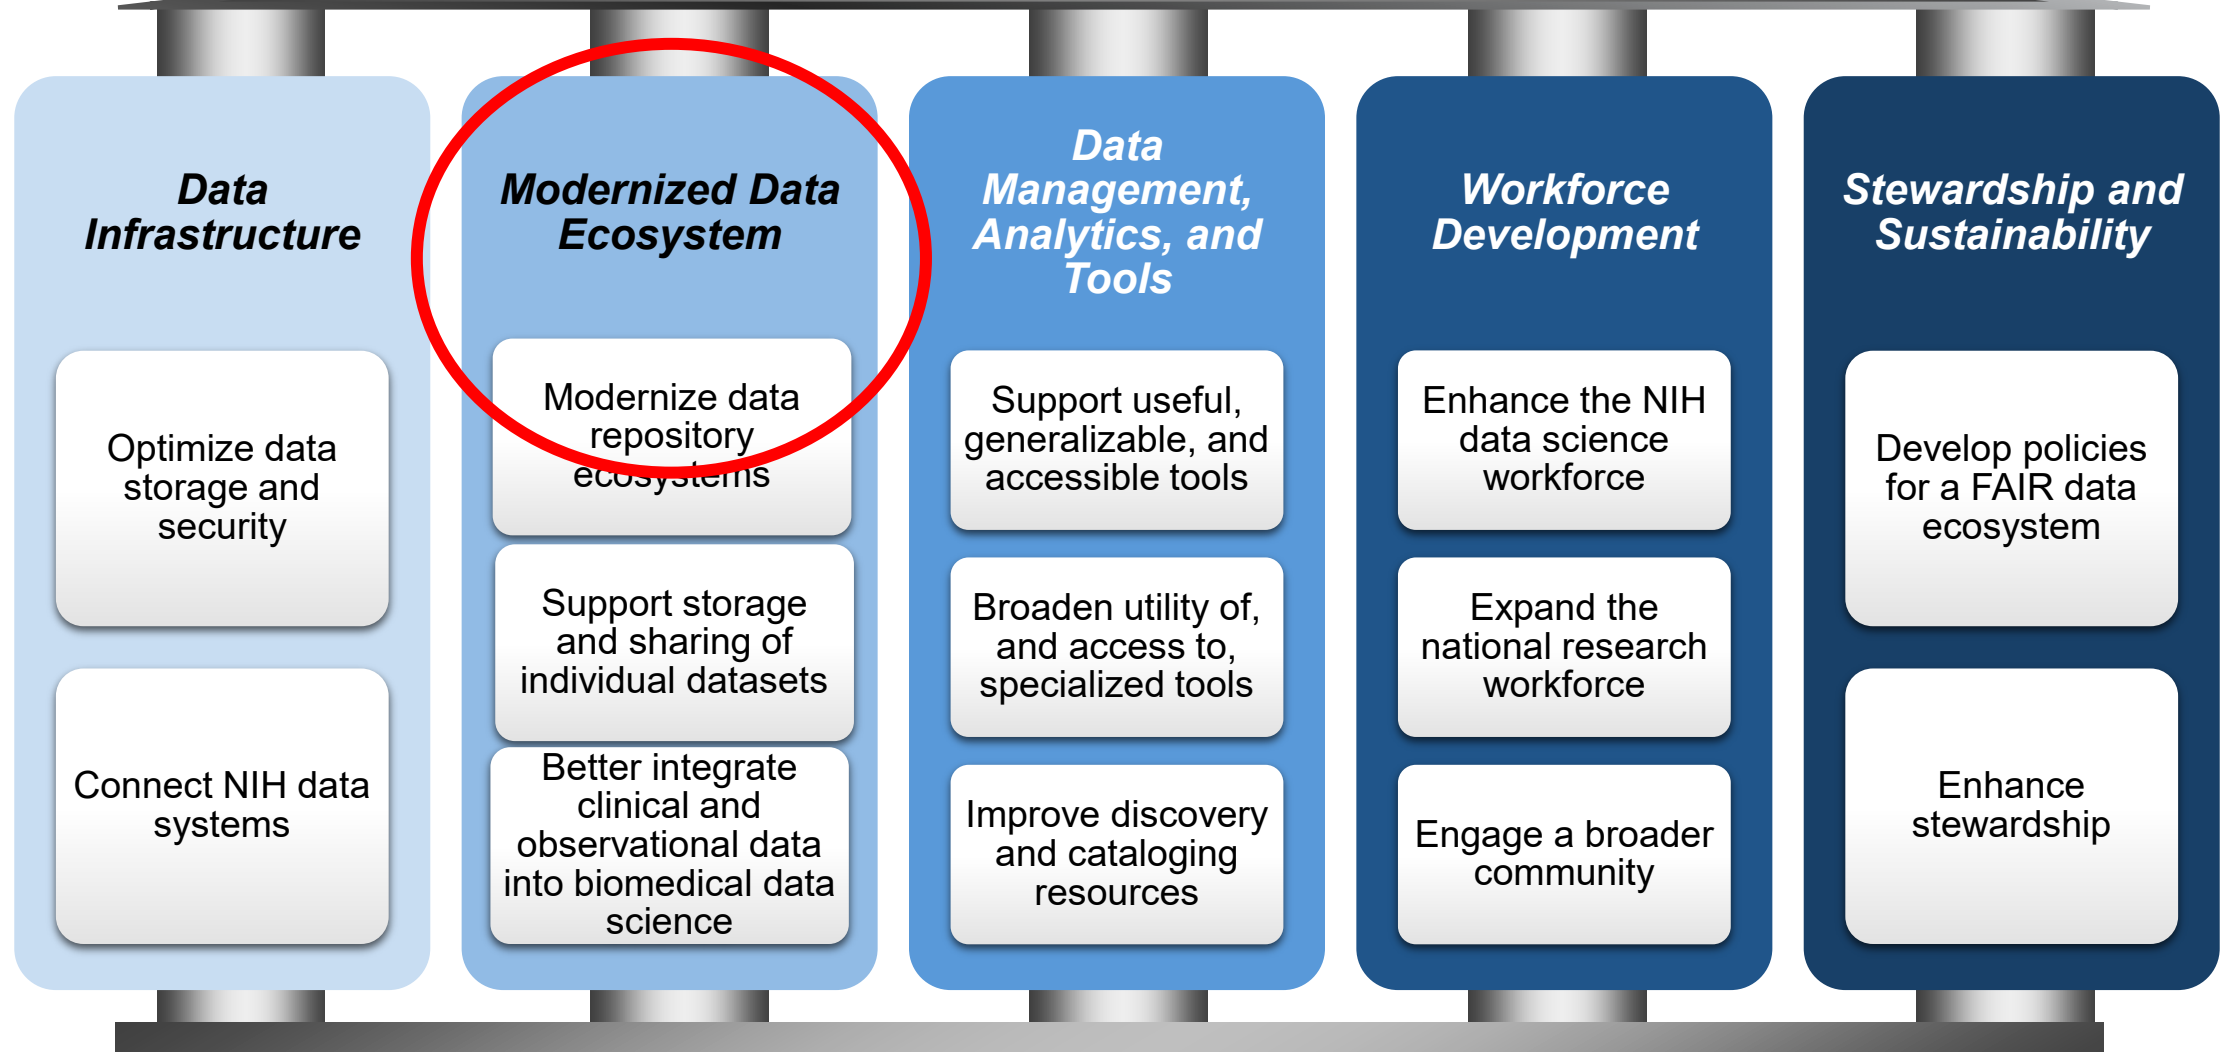 Data
Infrastructure
Optimize data
storage and
security
Connect NIH data
systems
Modernized Data
Ecosystem
Modernize data
repository
ecosystems
Support storage
and sharing of
individual datasets
Better integrate
clinical and
observational data
into biomedical data
science
Data
Management,
Analytics, and
Tools
Support useful,
generalizable, and
accessible tools
Broaden utility of,
and access to,
specialized tools
Improve discovery
and cataloging
resources
Workforce
Development
Enhance the NIH
data science
workforce
Expand the
national research
workforce
Engage a broader
community
Stewardship and
Sustainability
Develop policies
for a FAIR data
ecosystem
Enhance
stewardship